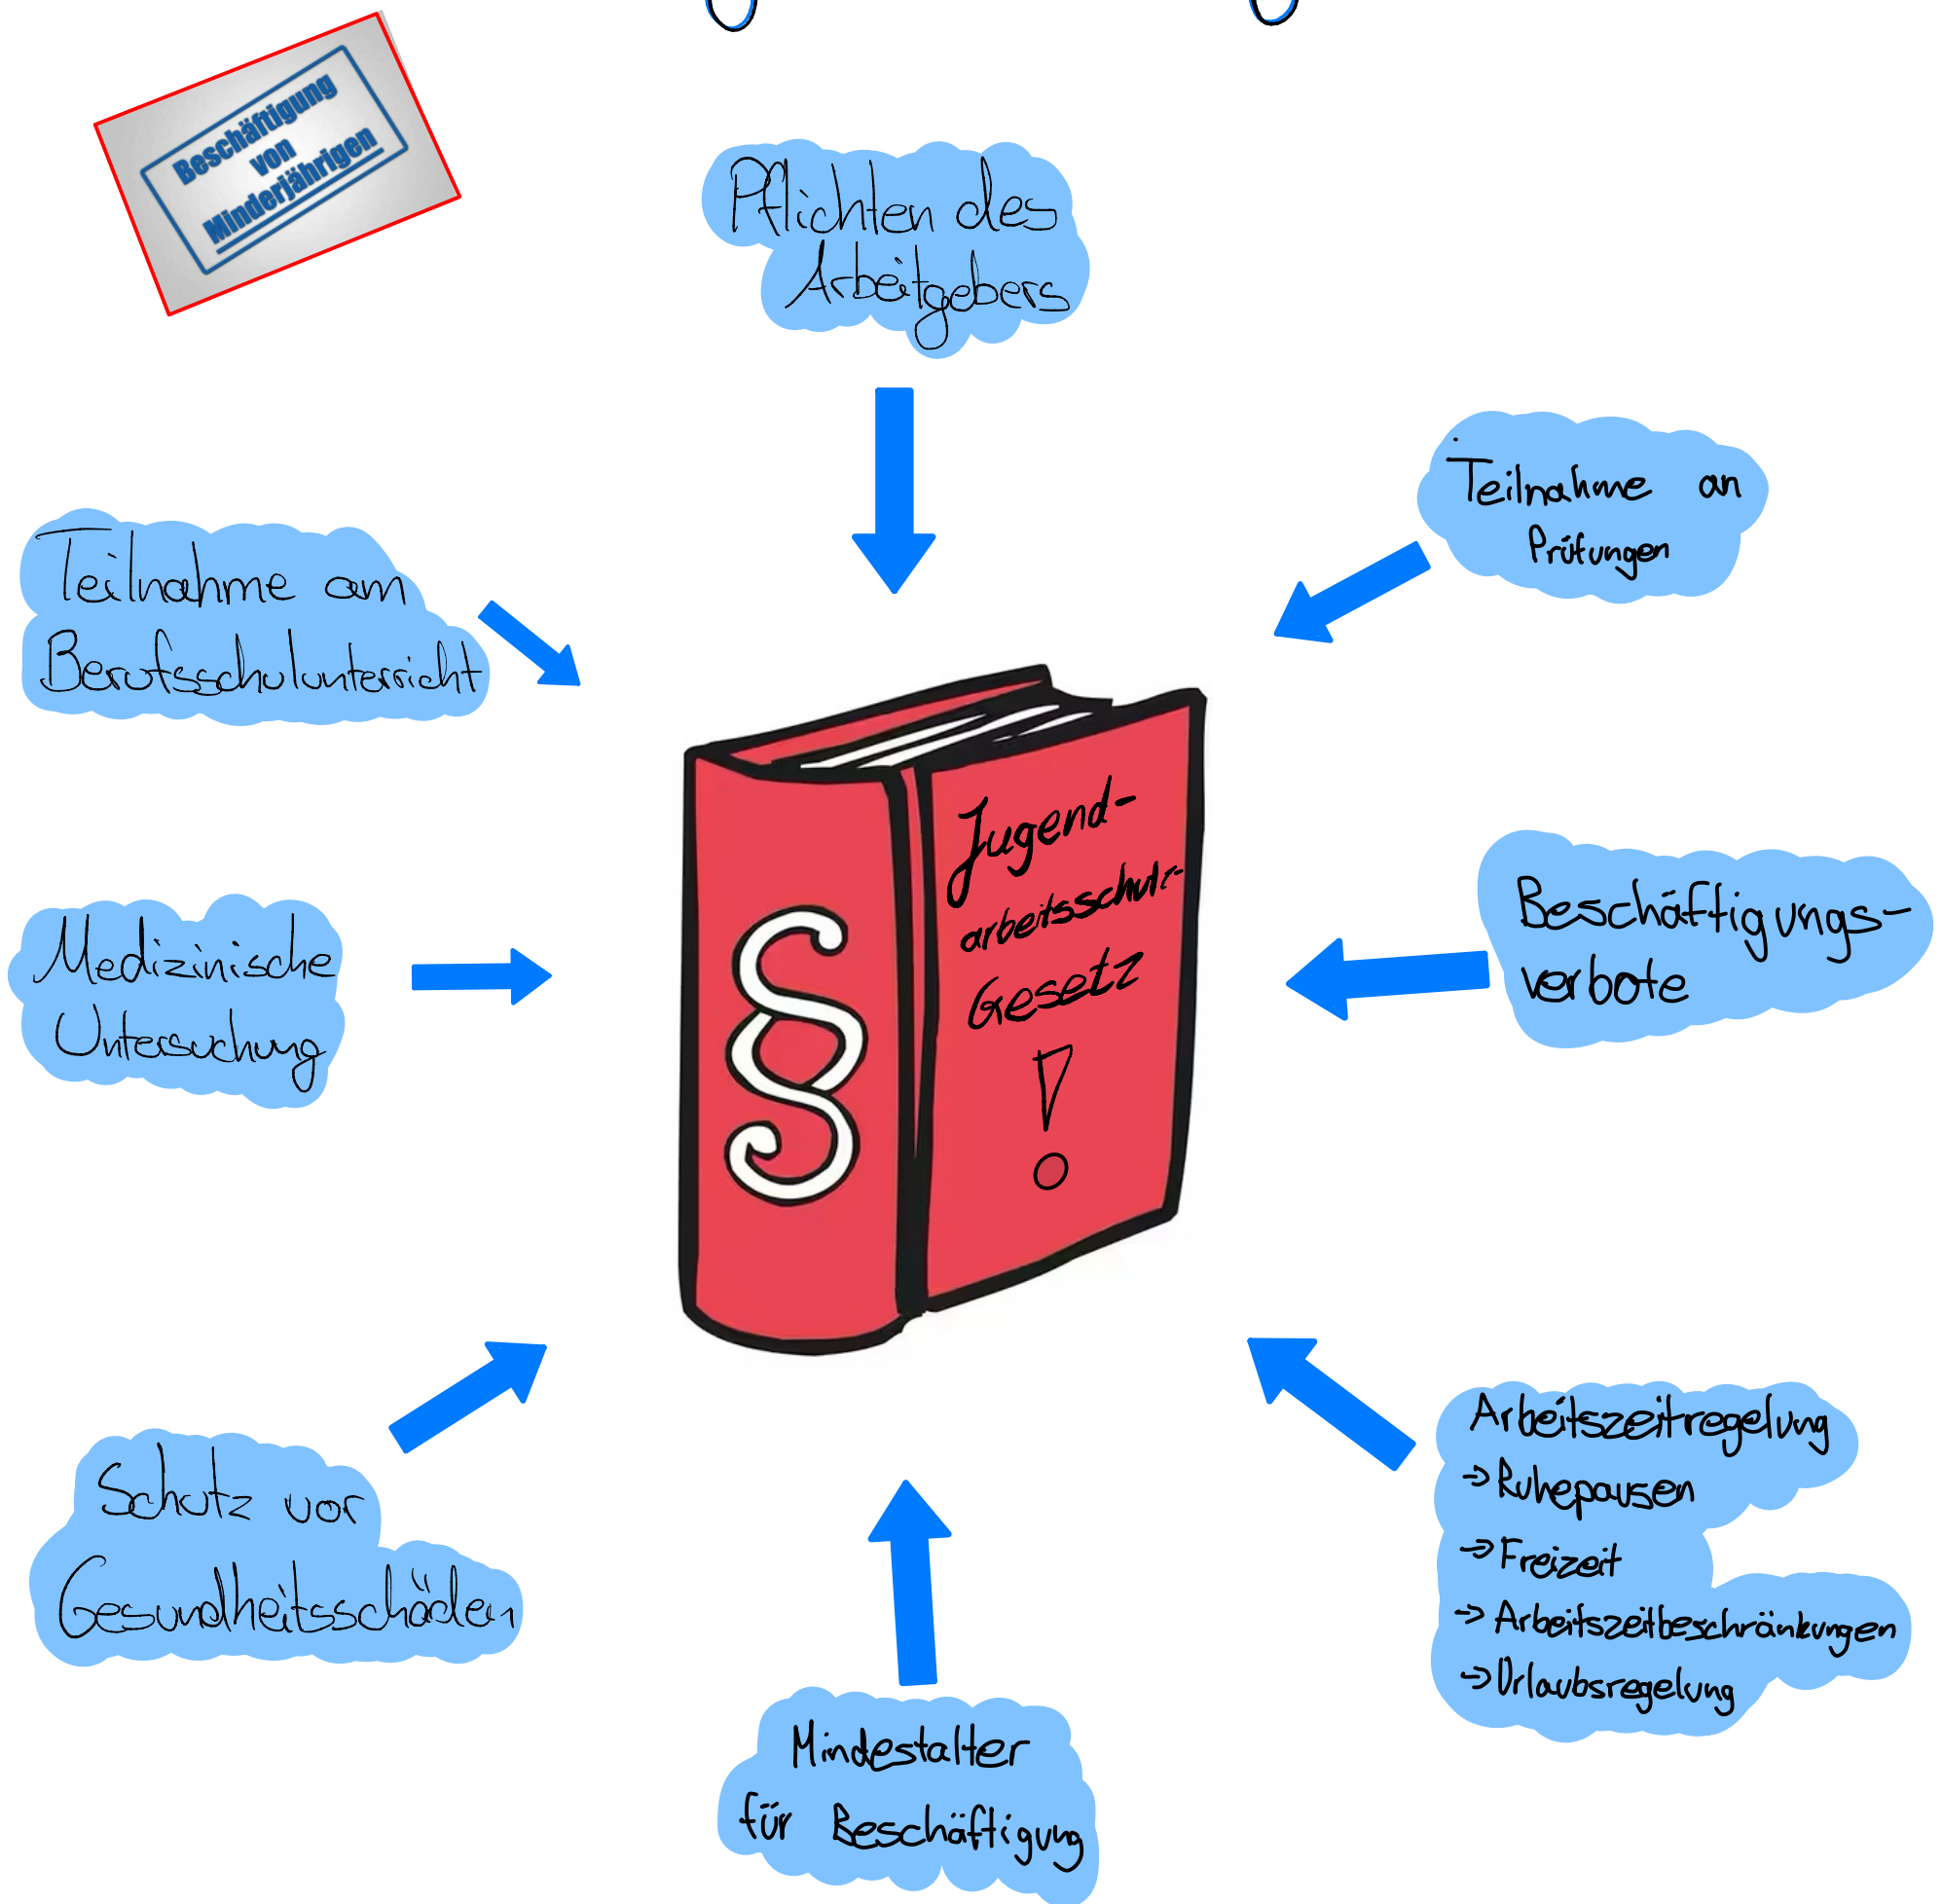 Beschäftigung
von
Minderjährigen
Pflichten des
Arbeitgebers
Teilnahme an
Prüfungen
Teilnahme am
Berufsschulunterricht
Jugend-
arbeitsschutz-
Gesetz
!
§
Beschäftigungs-
verbote
Medizinische
Untersuchung
Arbeitszeitregelung
→ Ruhepausen
→ Freizeit
→ Arbeitszeitbeschränkungen
→ Urlaubsregelung
Schutz vor
Gesundheitsschäden
Mindestalter
für Beschäftigung